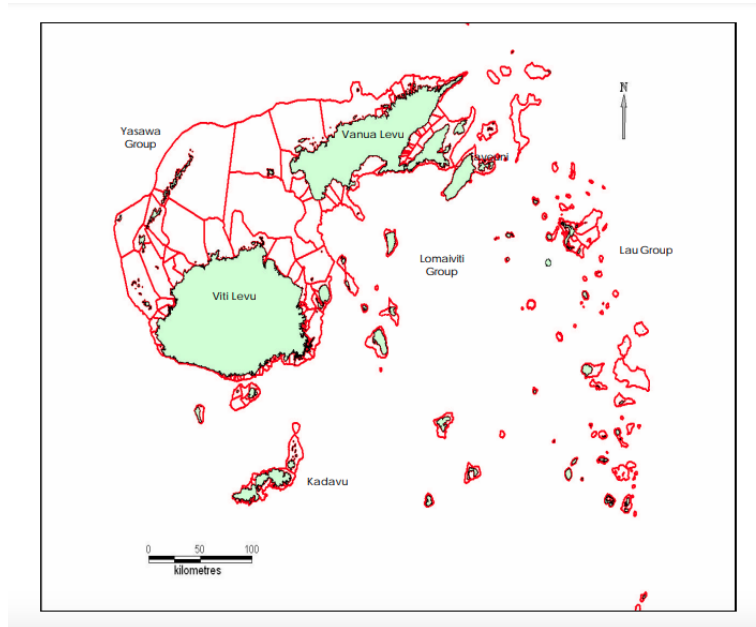 N
Yasawa
Group
Vanua Levu
Taveuni
Lomaiviti
Group
Lau Group
Viti Levu
Kadavu
0 50 100
kilometres